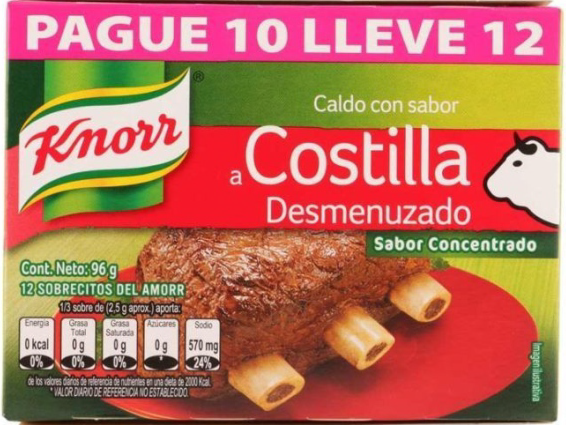 PAGUE 10 LLEVE 12
Knorr®
Caldo con sabor
a Costilla
Desmenuzado
Sabor Concentrado
Cont. Neto: 96 g
12 SOBRECITOS DEL AMORR
1/3 sobre de (2,5 g aprox.) aporta:
Energía Grasa Total Grasa Saturada Azúcares Sodio
0 kcal 0 g 0 g 0 g 570 mg
0% 0% 0% * 24%
de los valores diarios de referencia de nutrientes en una dieta de 2000 Kcal.
* VALOR DIARIO DE REFERENCIA NO ESTABLECIDO.
Imagen ilustrativa